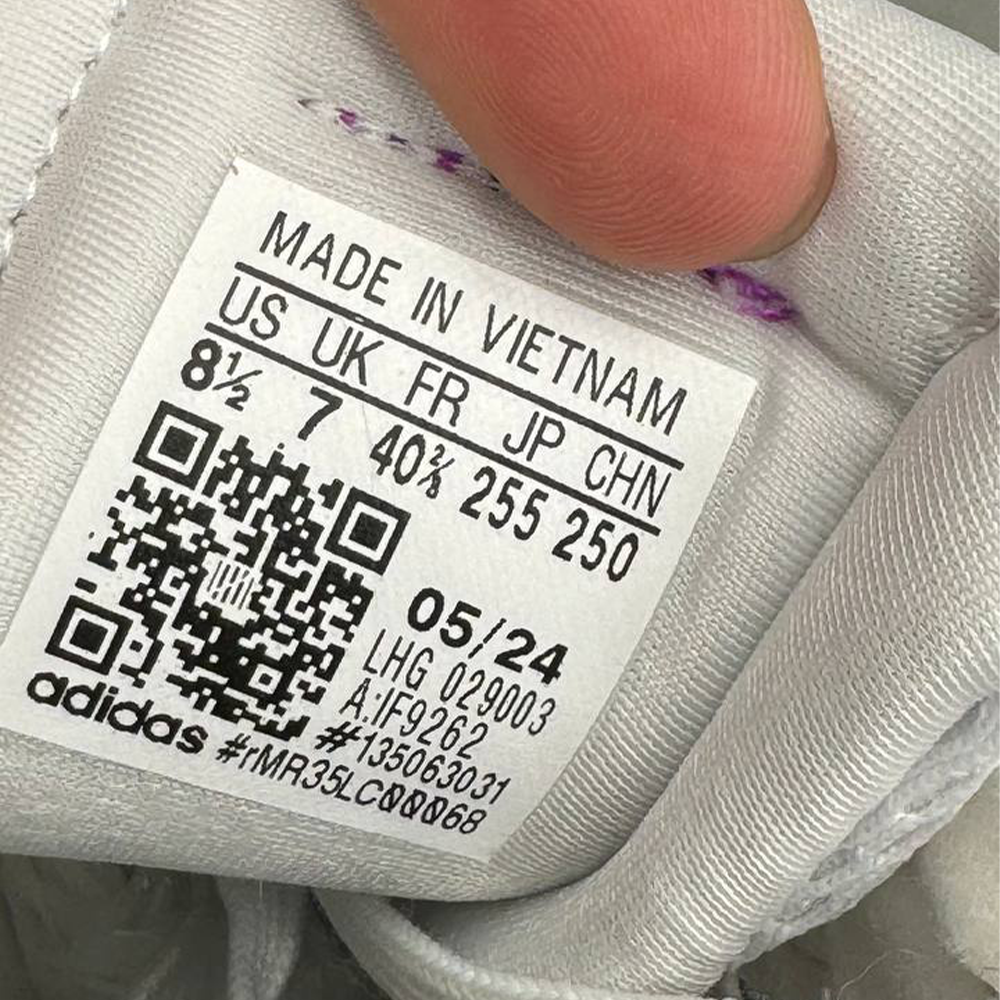 MADE IN VIETNAM
US UK FR JP CHN
8½ 7 40⅔ 255 250
05/24
LHG 029003
A:IF9262
#135063031
adidas #rMR35LC00068